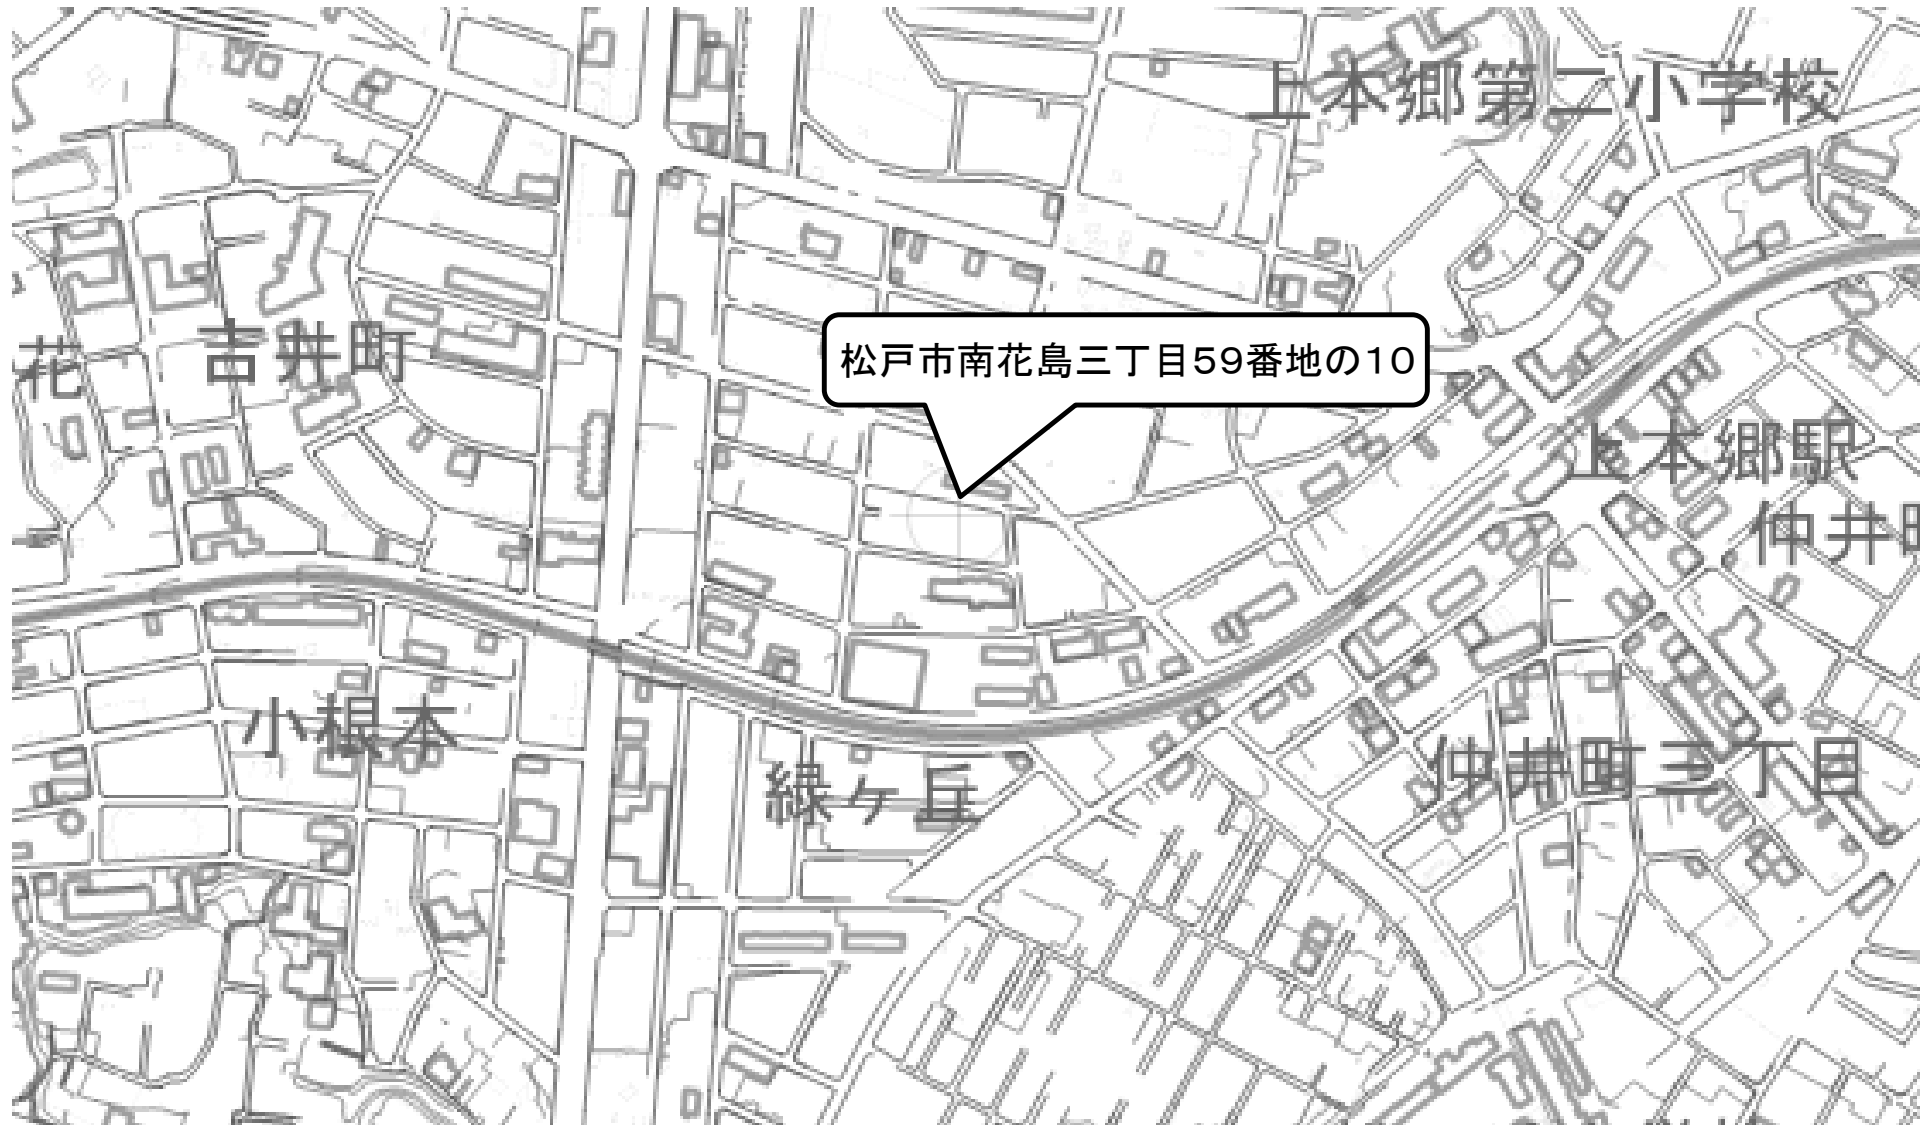 上本郷第二小学校
松戸市南花島三丁目59番地の10
花
吉井町
上本郷駅
仲井町
小根本
緑ケ丘
仲井町三丁目